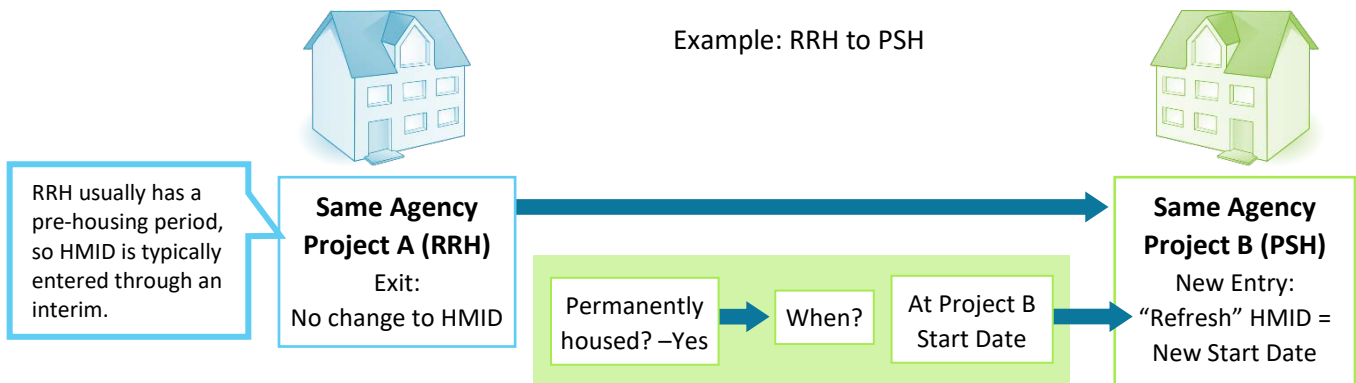 Example: RRH to PSH
RRH usually has a
pre-housing period,
so HMID is typically
entered through an
interim.
Same Agency
Project A (RRH)
Exit:
No change to HMID
Permanently
housed? –Yes
When?
At Project B
Start Date
Same Agency
Project B (PSH)
New Entry:
“Refresh” HMID =
New Start Date